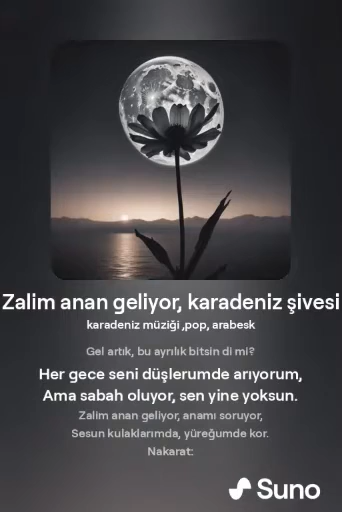 Zalim anan geliyor, karadeniz şivesi
karadeniz müziği ,pop, arabesk
Gel artık, bu ayrılık bitsin di mi?
Her gece seni düşlerumde arıyorum,
Ama sabah oluyor, sen yine yoksun.
Zalim anan geliyor, anamı soruyor,
Sesun kulaklarımda, yüreğumde kor.
Nakarat:
Suno